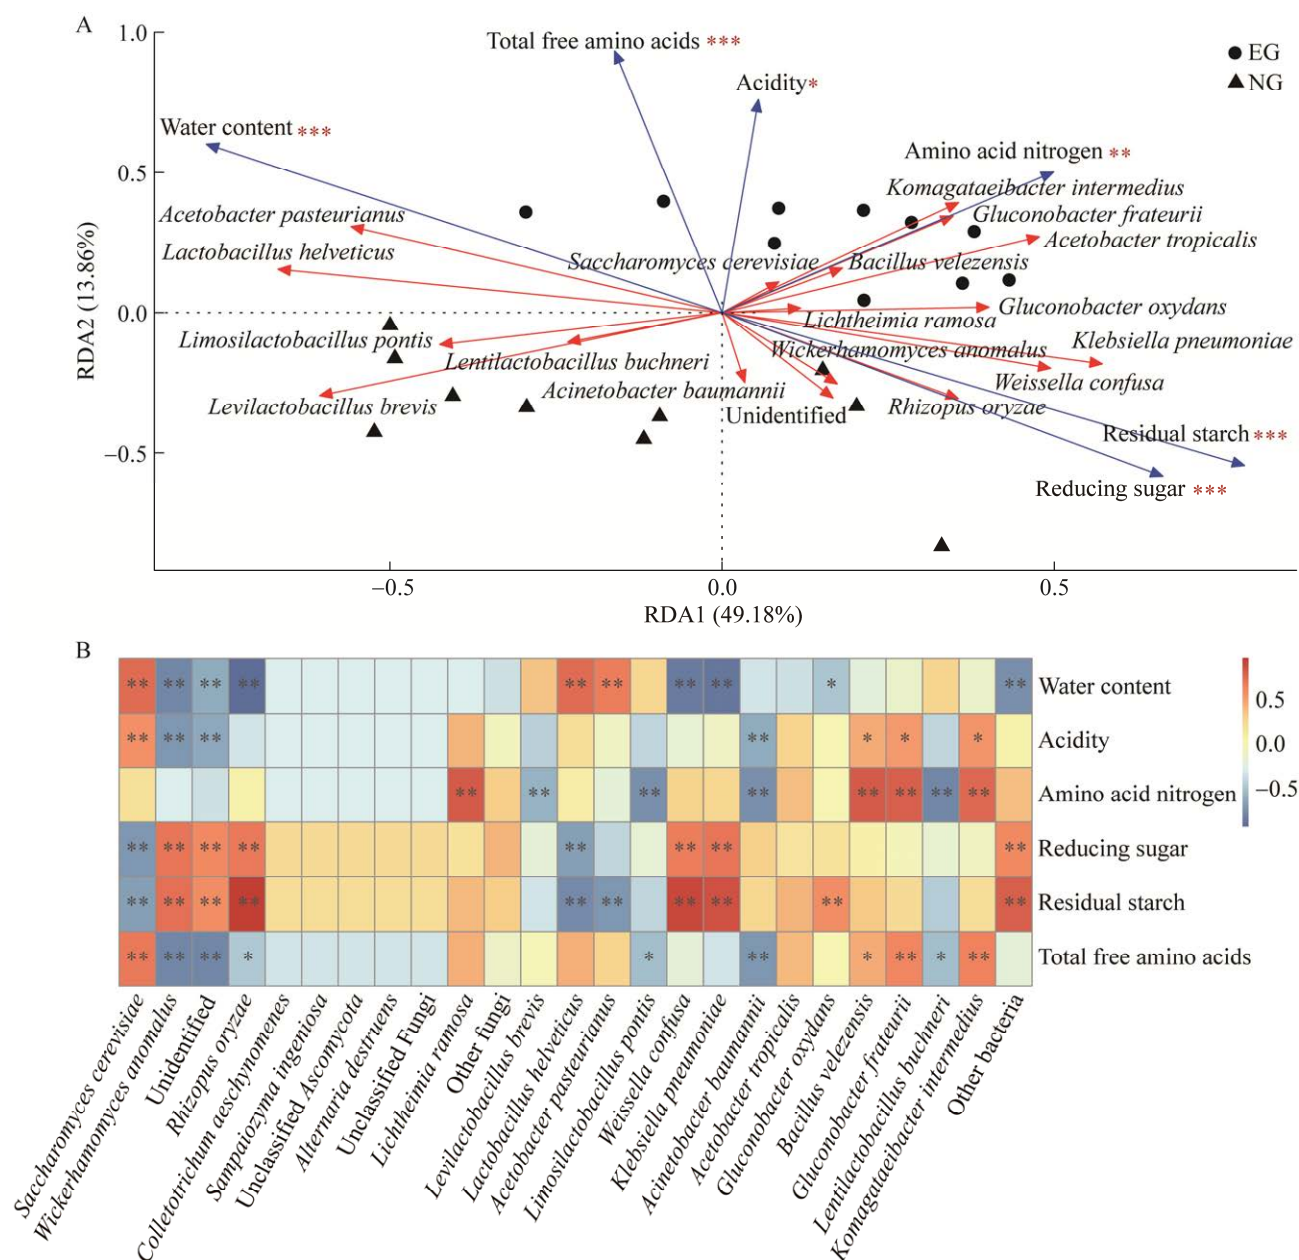 A
1.0
Total free amino acids ***
EG
Acidity*
NG
Water content ***
Amino acid nitrogen **
0.5
Komagataeibacter intermedius
Acetobacter pasteurianus
Gluconobacter frateurii
Lactobacillus helveticus
Acetobacter tropicalis
Saccharomyces cerevisiae
Bacillus velezensis
RDA2 (13.86%)
0.0
Gluconobacter oxydans
Lichtheimia ramosa
Limosilactobacillus pontis
Klebsiella pneumoniae
Lentilactobacillus buchneri
Wickerhamomyces anomalus
Acinetobacter baumannii
Weissella confusa
Levilactobacillus brevis
Unidentified
Rhizopus oryzae
−0.5
Residual starch ***
Reducing sugar ***
−0.5
0.0
0.5
RDA1 (49.18%)
B
** ** ** ** ** ** ** ** * **
Water content
** ** ** ** * * *
Acidity
** ** ** ** ** ** ** **
Amino acid nitrogen
** ** ** ** ** ** ** **
Reducing sugar
** ** ** ** ** ** ** ** ** **
Residual starch
** ** ** * * ** * ** * **
Total free amino acids
0.5
0.0
−0.5
Saccharomyces cerevisiae
Wickerhamomyces anomalus
Unidentified
Rhizopus oryzae
Colletotrichum aeschynomenes
Sampaiozyma ingeniosa
Unclassified Ascomycota
Alternaria destruens
Unclassified Fungi
Lichtheimia ramosa
Other fungi
Levilactobacillus brevis
Lactobacillus helveticus
Acetobacter pasteurianus
Limosilactobacillus pontis
Weissella confusa
Klebsiella pneumoniae
Acinetobacter baumannii
Acetobacter tropicalis
Gluconobacter oxydans
Bacillus velezensis
Gluconobacter frateurii
Lentilactobacillus buchneri
Komagataeibacter intermedius
Other bacteria